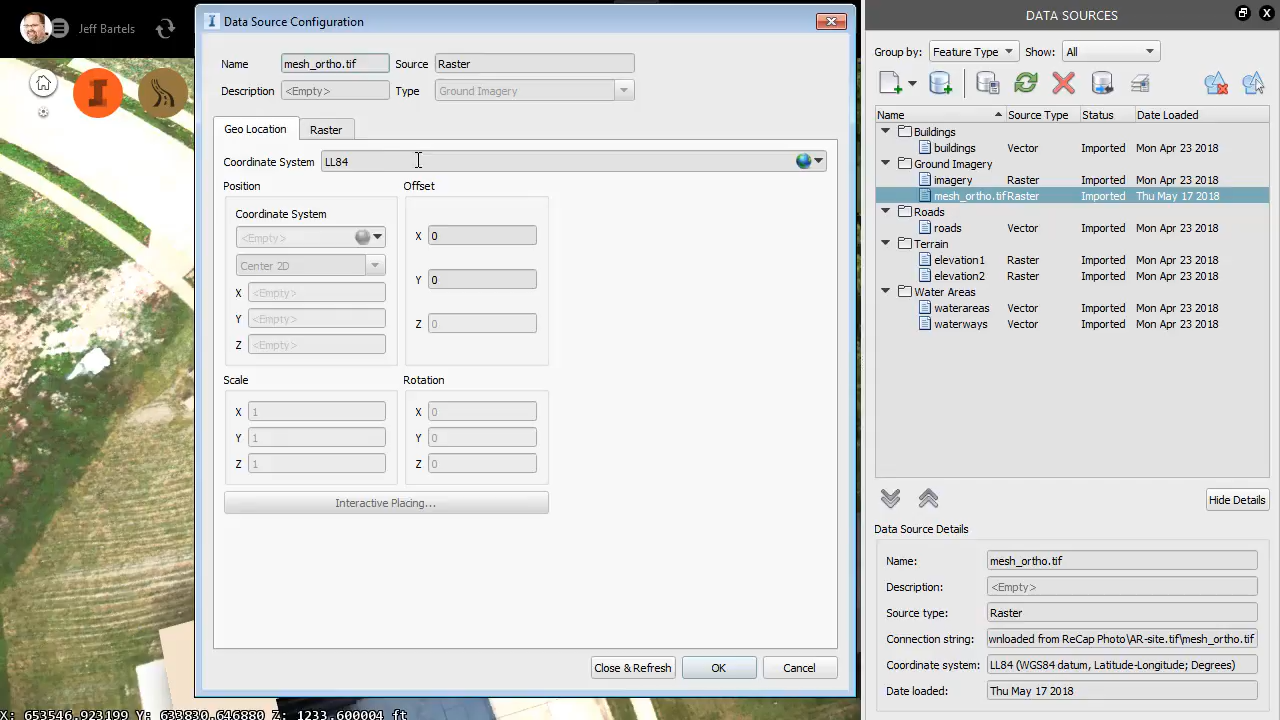 Jeff Bartels
Data Source Configuration
Name mesh_ortho.tif Source Raster
Description <Empty> Type Ground Imagery
Geo Location Raster
Coordinate System LL84
Position Offset
Coordinate System
<Empty>
X 0
Center 2D
X <Empty>
Y 0
Y <Empty>
Z 0
Z <Empty>
Scale Rotation
X 1 X 0
Y 1 Y 0
Z 1 Z 0
Interactive Placing...
Close & Refresh OK Cancel
X: 653546.923199 Y: 633830.646880 Z: 1233.600004 ft
DATA SOURCES
Group by: Feature Type Show: All
Name Source Type Status Date Loaded
Buildings
buildings Vector Imported Mon Apr 23 2018
Ground Imagery
imagery Raster Imported Mon Apr 23 2018
mesh_ortho.tif Raster Imported Thu May 17 2018
Roads
roads Vector Imported Mon Apr 23 2018
Terrain
elevation1 Raster Imported Mon Apr 23 2018
elevation2 Raster Imported Mon Apr 23 2018
Water Areas
waterareas Vector Imported Mon Apr 23 2018
waterways Vector Imported Mon Apr 23 2018
Hide Details
Data Source Details
Name: mesh_ortho.tif
Description: <Empty>
Source type: Raster
Connection string: wnloaded from ReCap Photo\AR-site.tif\mesh_ortho.tif
Coordinate system: LL84 (WGS84 datum, Latitude-Longitude; Degrees)
Date loaded: Thu May 17 2018